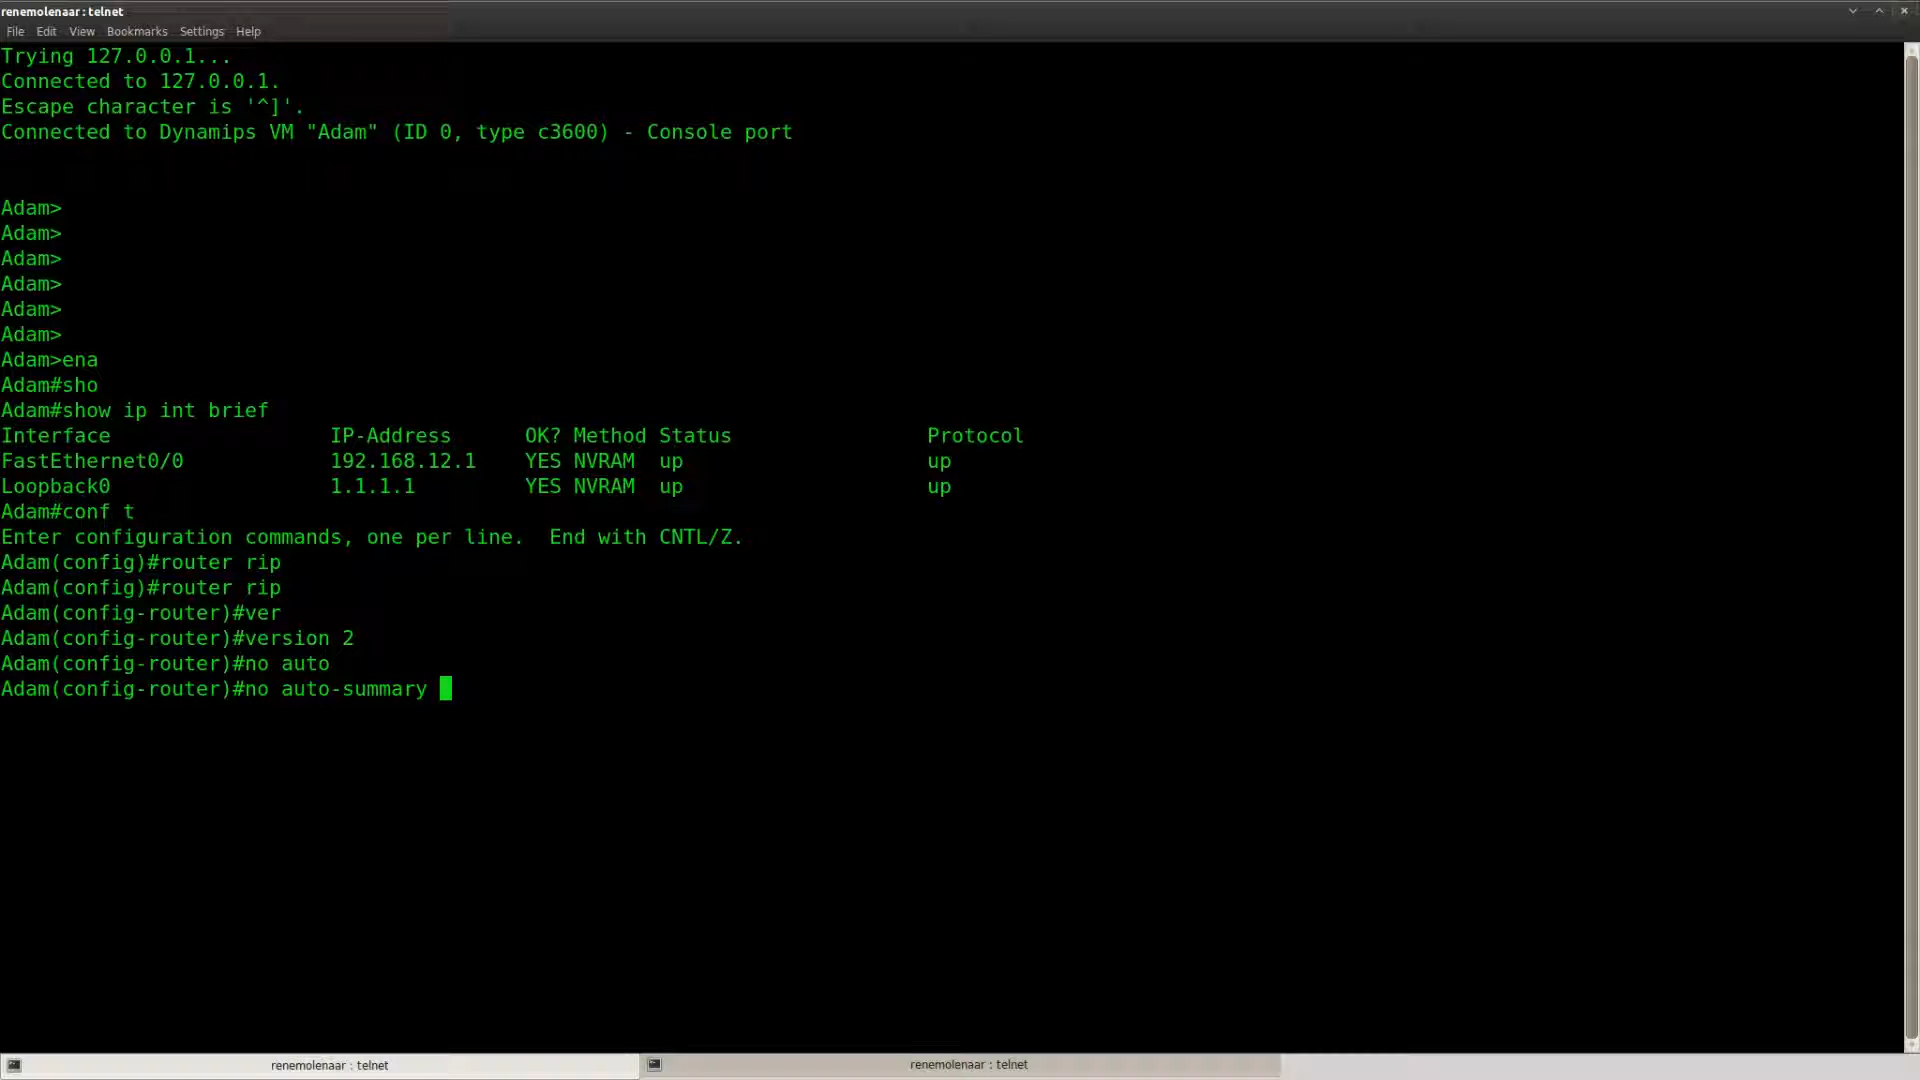 renemolenaar : telnet
File Edit View Bookmarks Settings Help
Trying 127.0.0.1...
Connected to 127.0.0.1.
Escape character is '^]'.
Connected to Dynamips VM "Adam" (ID 0, type c3600) - Console port
Adam>
Adam>
Adam>
Adam>
Adam>
Adam>
Adam>ena
Adam#sho
Adam#show ip int brief
Interface IP-Address OK? Method Status Protocol
FastEthernet0/0 192.168.12.1 YES NVRAM up up
Loopback0 1.1.1.1 YES NVRAM up up
Adam#conf t
Enter configuration commands, one per line. End with CNTL/Z.
Adam(config)#router rip
Adam(config)#router rip
Adam(config-router)#ver
Adam(config-router)#version 2
Adam(config-router)#no auto
Adam(config-router)#no auto-summary
renemolenaar : telnet renemolenaar : telnet